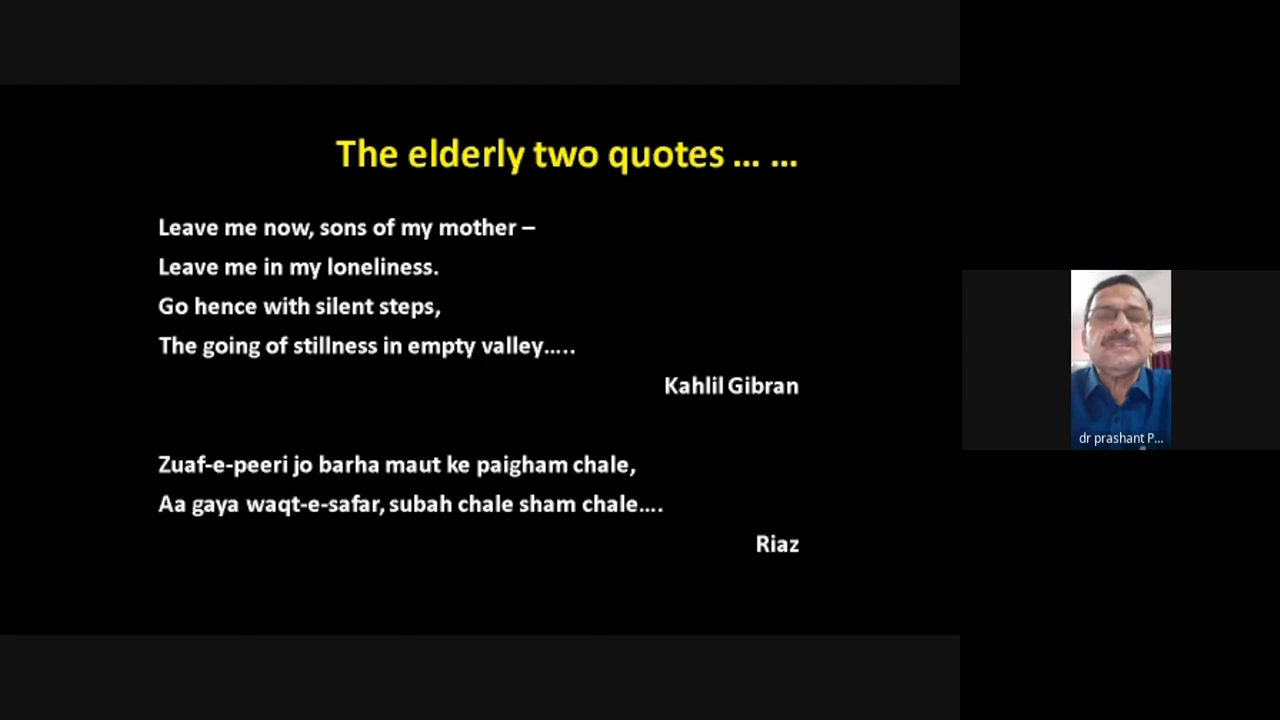 The elderly two quotes ... ...
Leave me now, sons of my mother –
Leave me in my loneliness.
Go hence with silent steps,
The going of stillness in empty valley.....
Kahlil Gibran
Zuaf-e-peeri jo barha maut ke paigham chale,
Aa gaya waqt-e-safar, subah chale sham chale....
Riaz
dr prashant P...